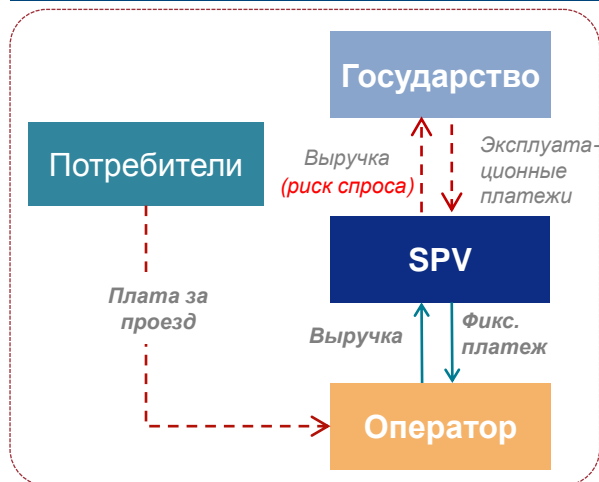 Государство
Потребители
Выручка
(риск спроса)
Эксплуата-
ционные
платежи
SPV
Плата за
проезд
Выручка
Фикс.
платеж
Оператор